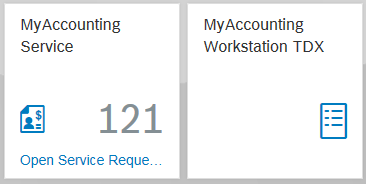 MyAccounting
Service
$
121
Open Service Reque...
MyAccounting
Workstation TDX